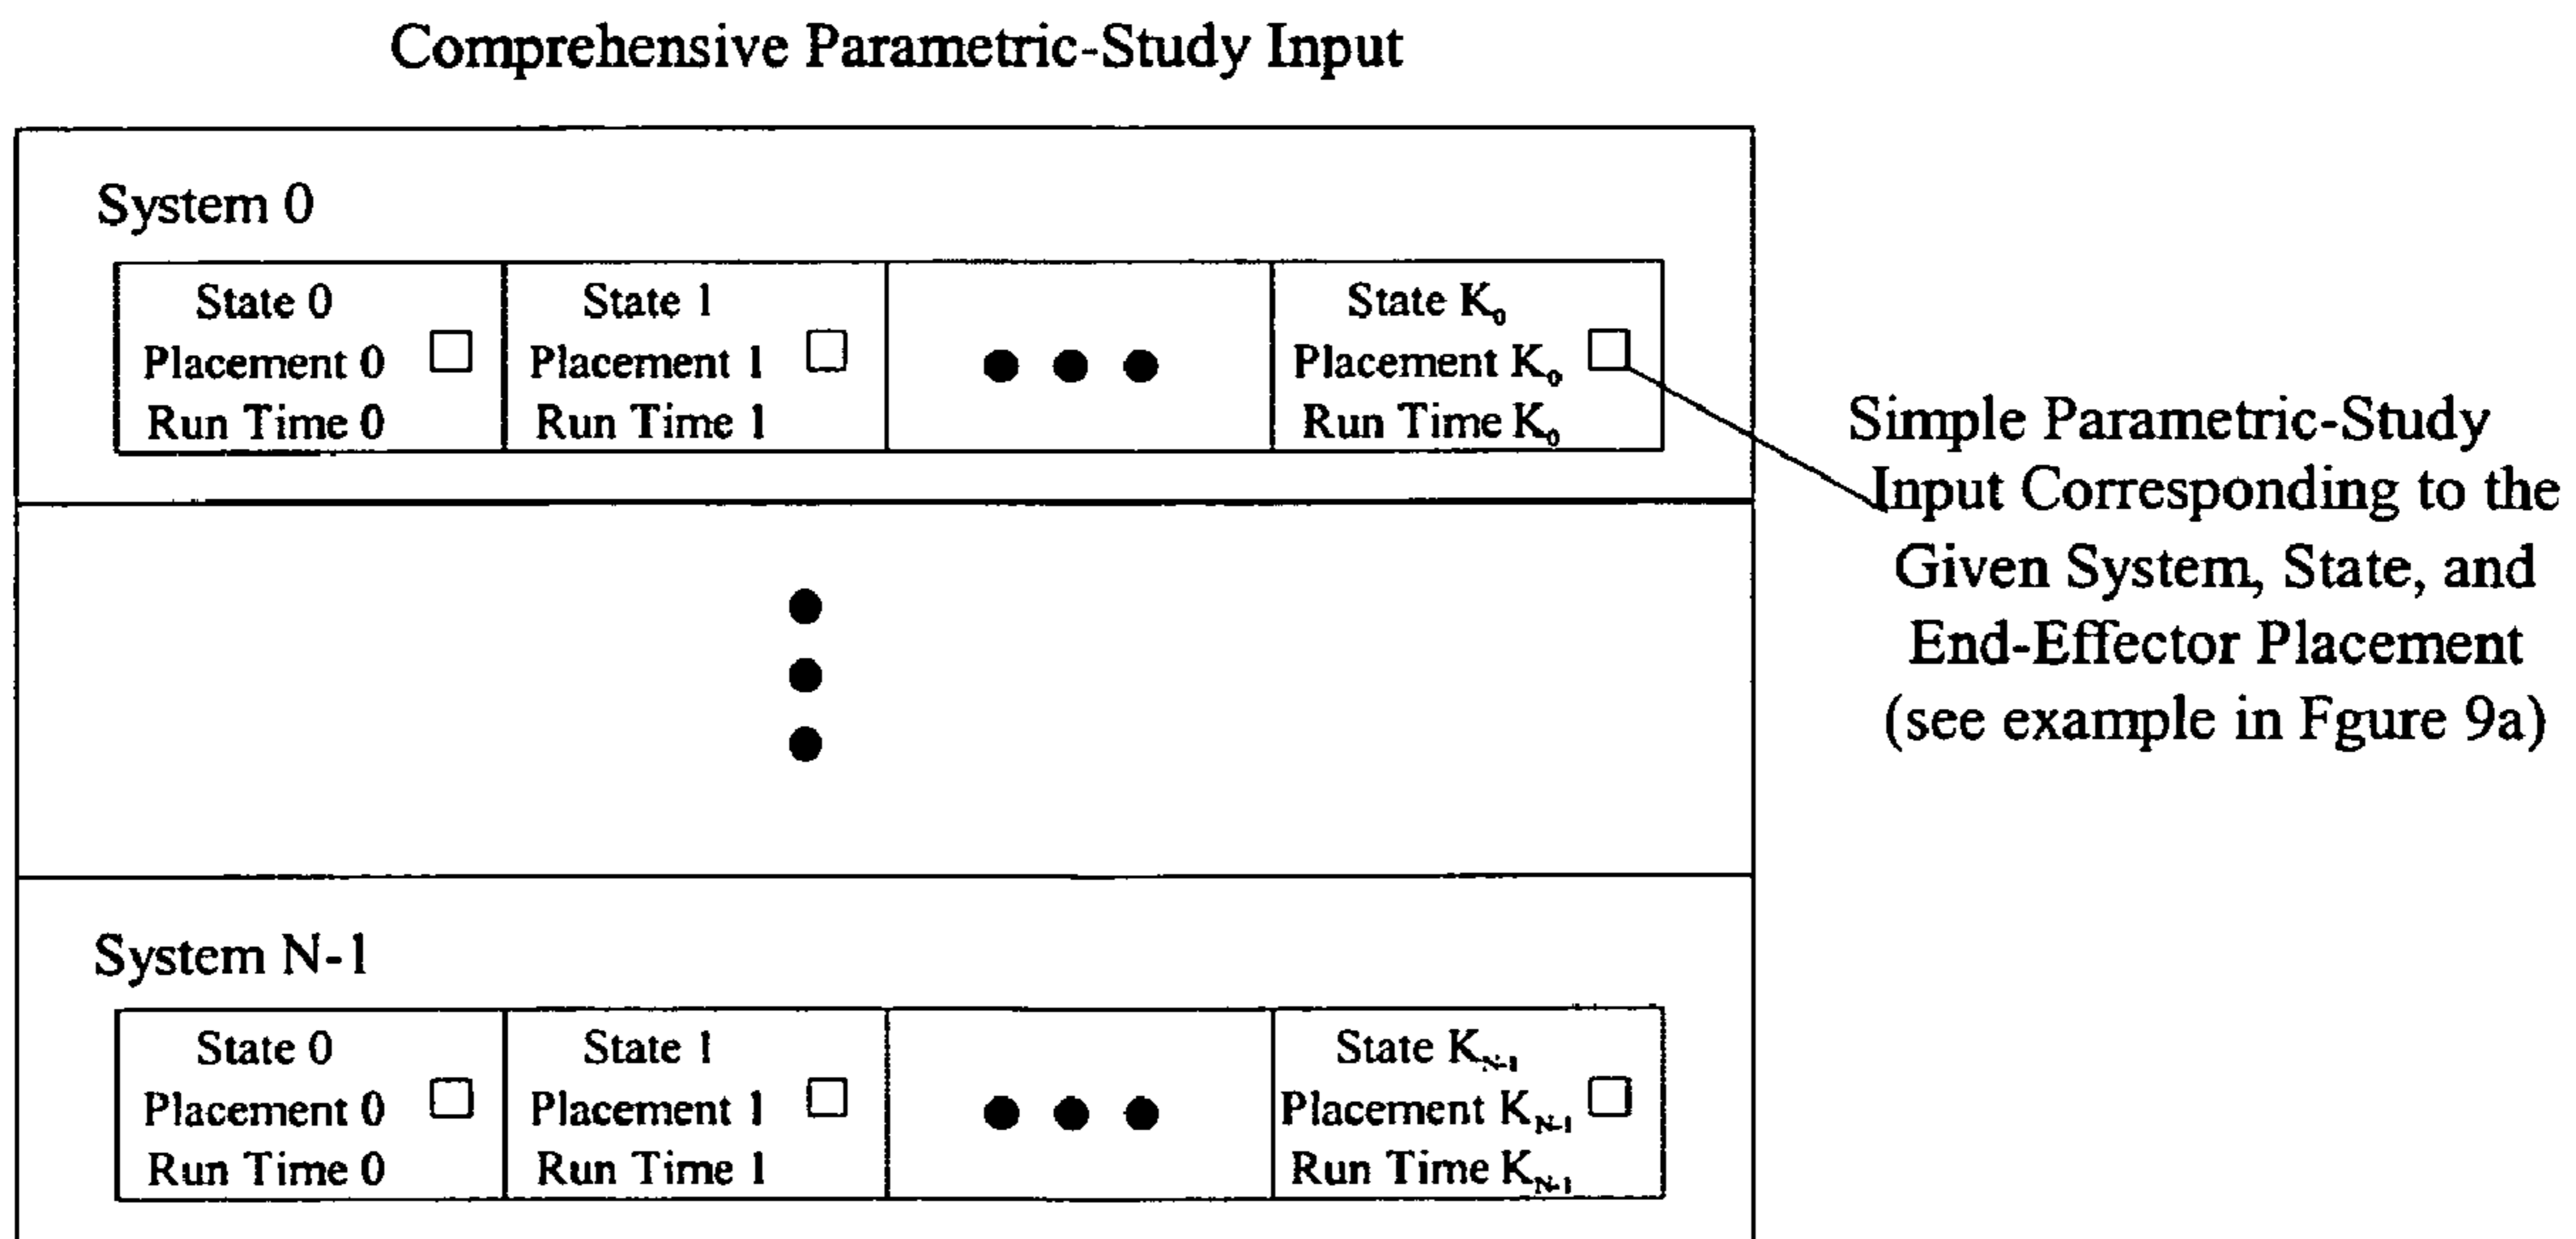 Comprehensive Parametric-Study Input
System 0
State 0
Placement 0
Run Time 0
State 1
Placement 1
Run Time 1
State K₀
Placement K₀
Run Time K₀
Simple Parametric-Study
Input Corresponding to the
Given System, State, and
End-Effector Placement
(see example in Fgure 9a)
System N-1
State 0
Placement 0
Run Time 0
State 1
Placement 1
Run Time 1
State K_N-1
Placement K_N-1
Run Time K_N-1